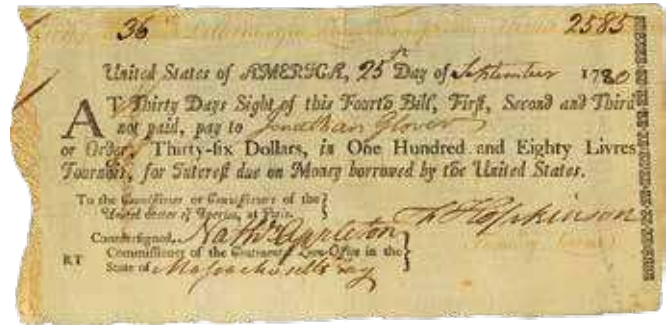 36 2585
United States of AMERICA, 25th Day of September 1780
AT Thirty Days Sight of this Fourth Bill, First, Second and Third
not paid, pay to Jonathan Glover
or Order, Thirty-six Dollars, in One Hundred and Eighty Livres
Tournois, for Interest due on Money borrowed by the United States.
To the Commissioner or Commissioners of the
United States of America, at Paris.
F Hopkinson
Countersigned, Nathl. Appleton
Commissioner of the Continental Loan-Office in the
R T
State of Massachusetts Bay